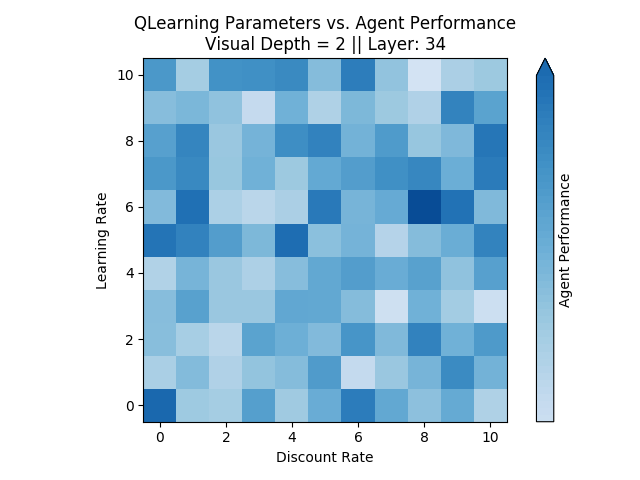 QLearning Parameters vs. Agent Performance
Visual Depth = 2 || Layer: 34
10
8
6
4
2
0
Learning Rate
0 2 4 6 8 10
Discount Rate
Agent Performance